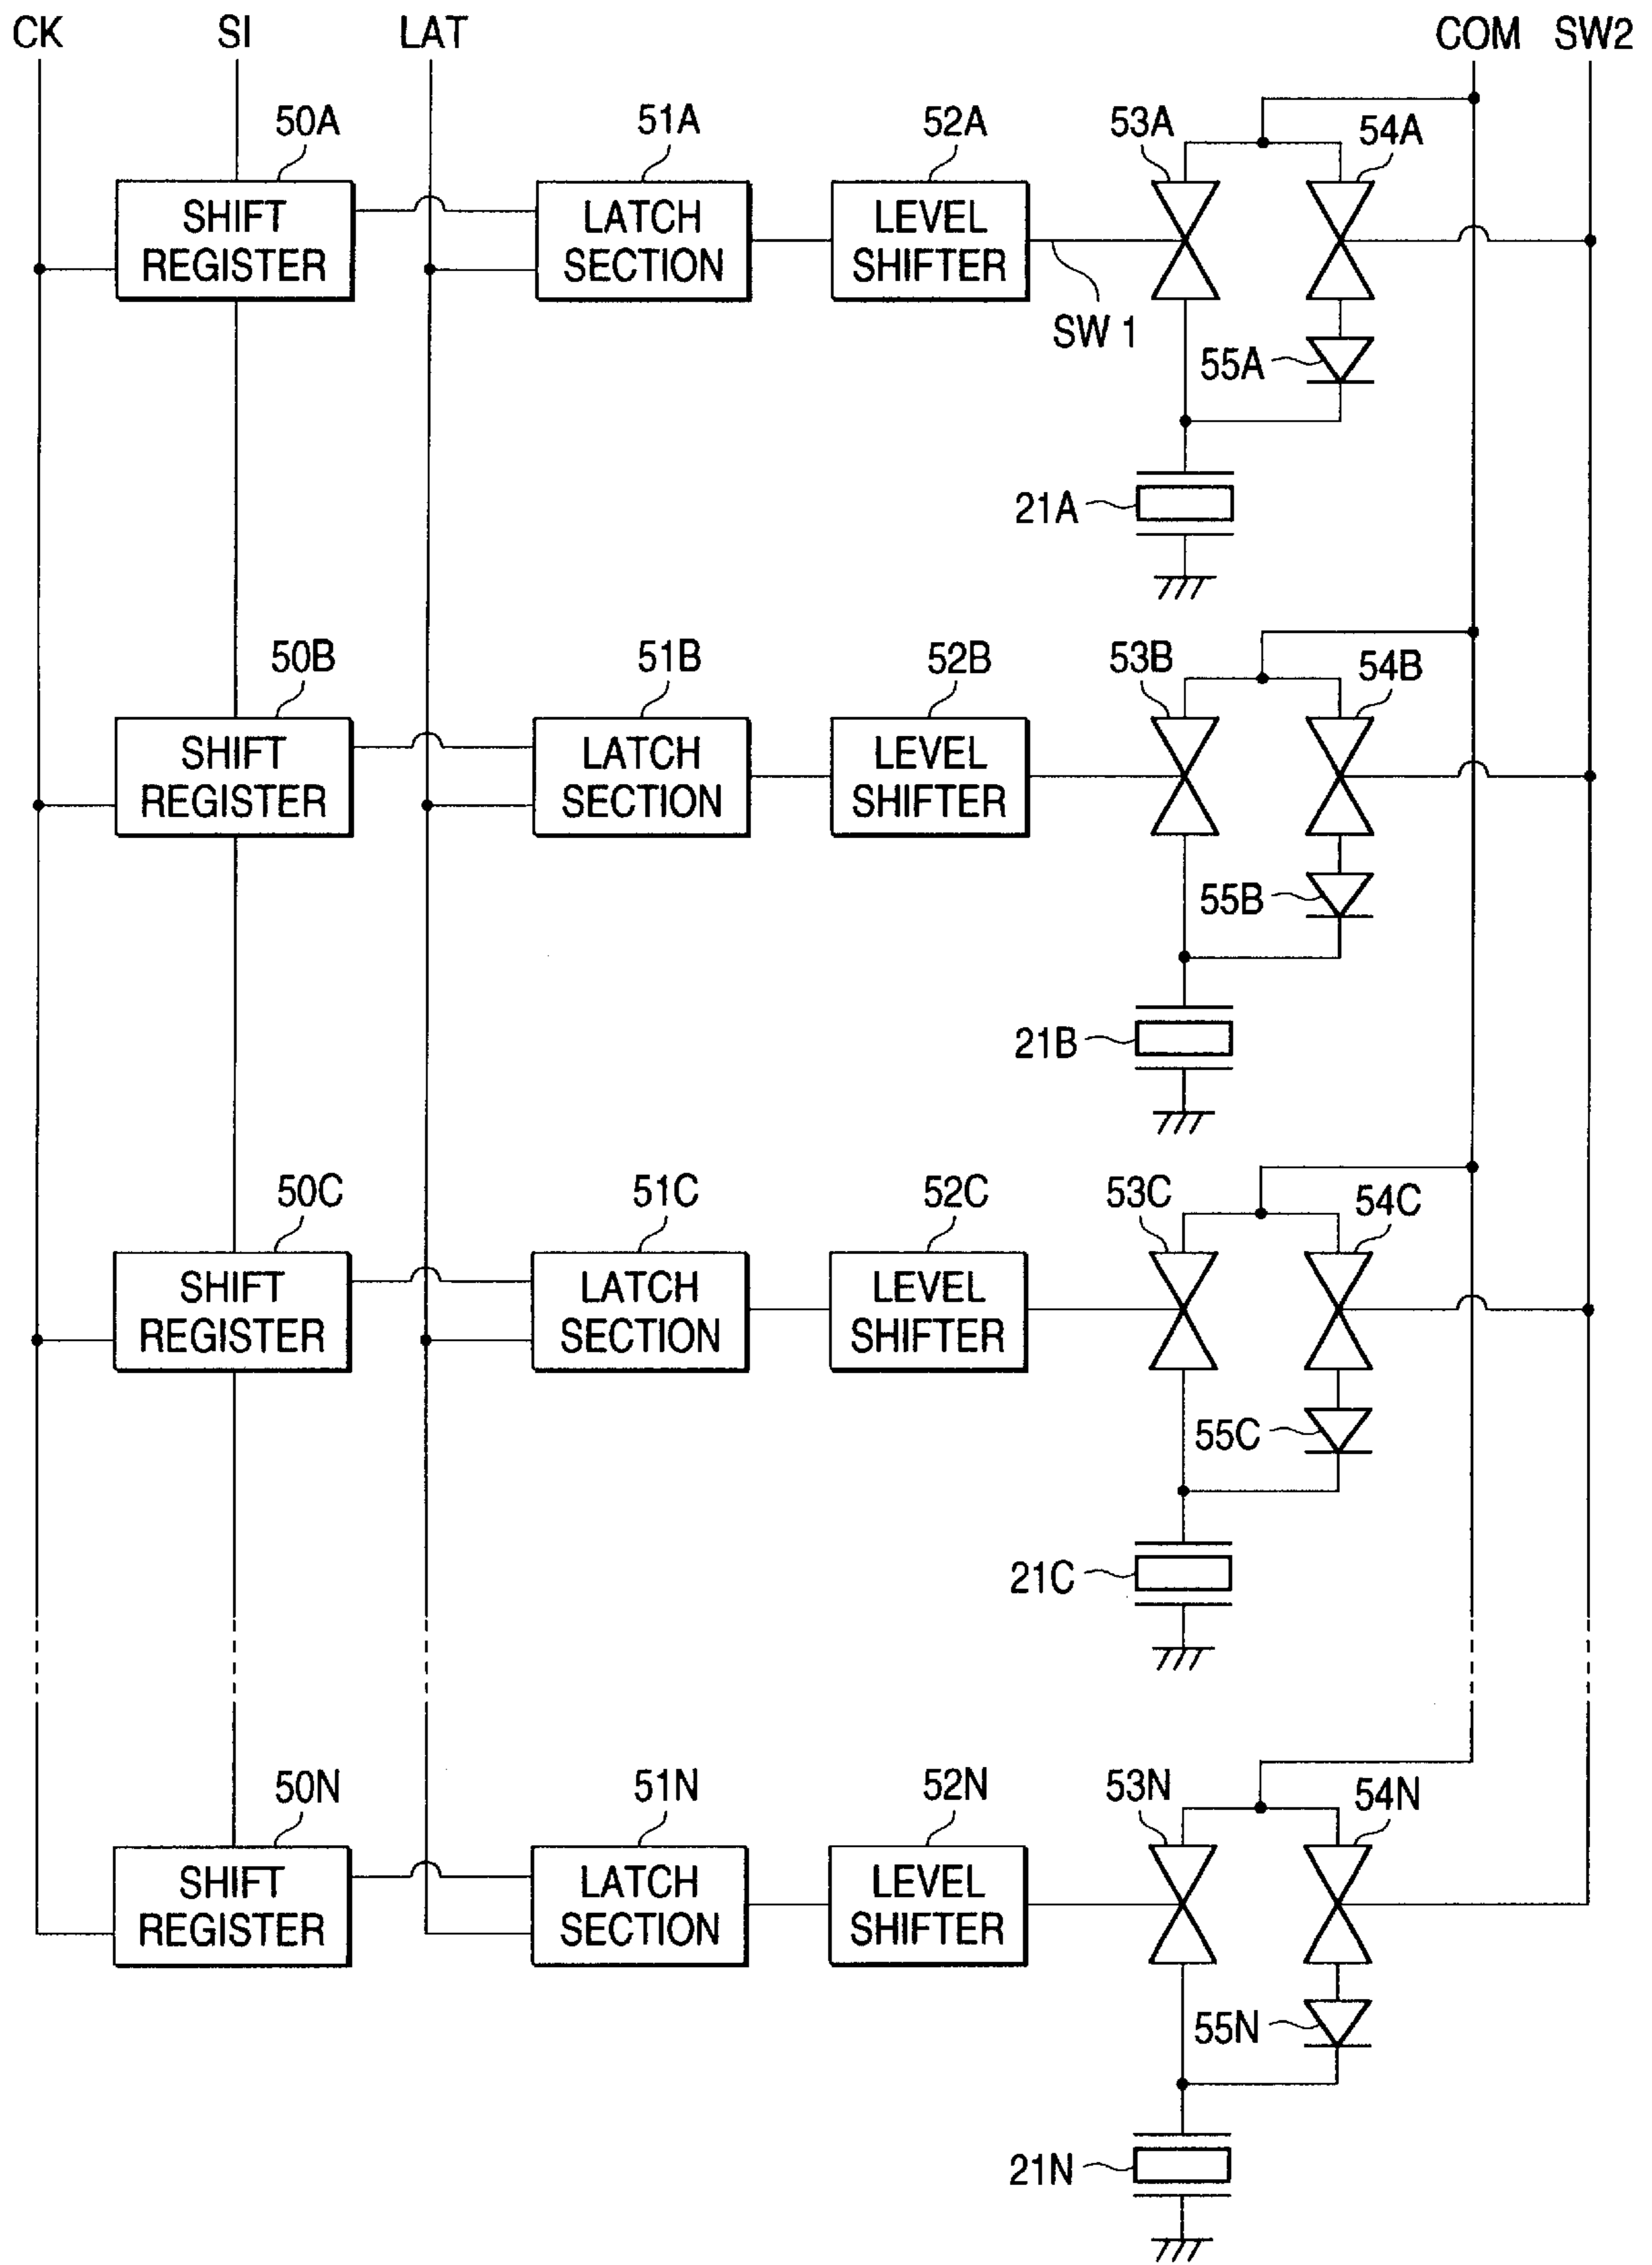 CK SI LAT COM SW2
50A 51A 52A 53A 54A
SHIFT REGISTER
LATCH SECTION
LEVEL SHIFTER
SW 1
55A
21A
50B 51B 52B 53B 54B
SHIFT REGISTER
LATCH SECTION
LEVEL SHIFTER
55B
21B
50C 51C 52C 53C 54C
SHIFT REGISTER
LATCH SECTION
LEVEL SHIFTER
55C
21C
50N 51N 52N 53N 54N
SHIFT REGISTER
LATCH SECTION
LEVEL SHIFTER
55N
21N